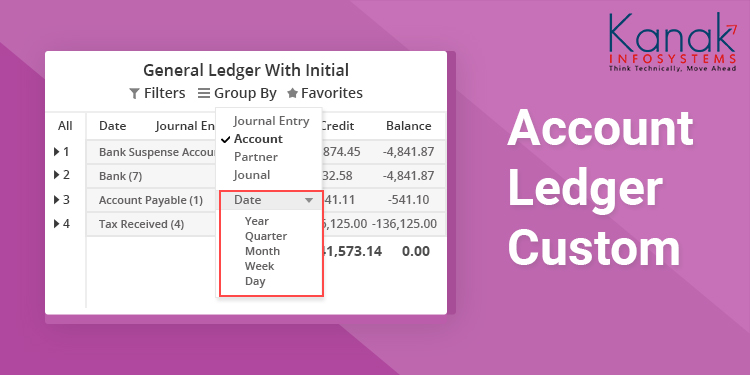 Kanak
INFOSYSTEMS
Think Technically, Move Ahead
General Ledger With Initial
Filters Group By Favorites
All Date Journal En Credit Balance
Journal Entry
Account
Partner
Jounal
1 Bank Suspense Accou 874.45 -4,841.87
2 Bank (7) 32.58 -4,841.87
3 Account Payable (1) 41.11 -541.10
4 Tax Received (4) 6,125.00 -136,125.00
41,573.14 0.00
Date
Year
Quarter
Month
Week
Day
Account
Ledger
Custom